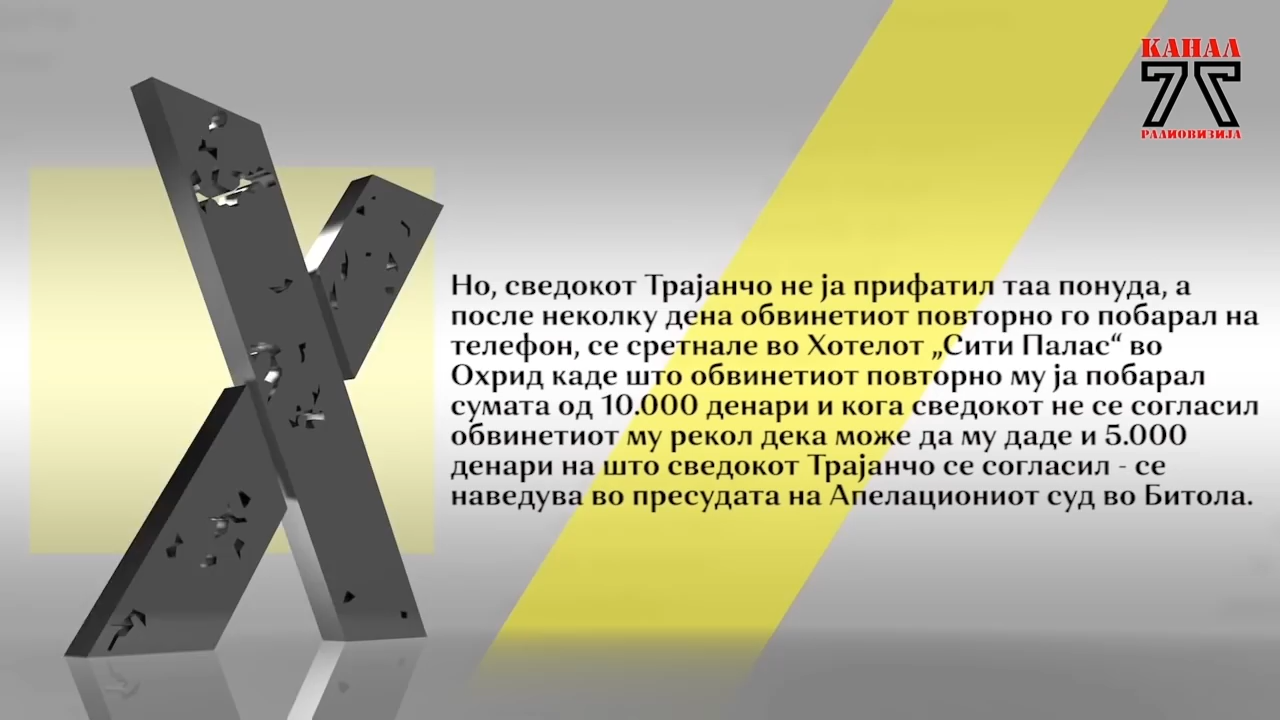 КАНАЛ
77
РАДИОВИЗИЈА
Но, сведокот Трајанчо не ја прифатил таа понуда, а
после неколку дена обвинетиот повторно го побарал на
телефон, се сретнале во Хотелот „Сити Палас“ во
Охрид каде што обвинетиот повторно му ја побарал
сумата од 10.000 денари и кога сведокот не се согласил
обвинетиот му рекол дека може да му даде и 5.000
денари на што сведокот Трајанчо се согласил - се
наведува во пресудата на Апелациониот суд во Битола.